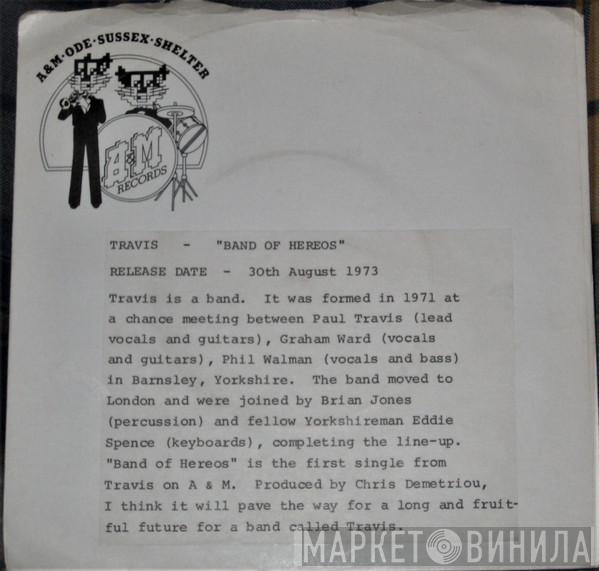 A&M·ODE·SUSSEX·SHELTER
A&M
RECORDS
TRAVIS - "BAND OF HEREOS"
RELEASE DATE - 30th August 1973
Travis is a band. It was formed in 1971 at
a chance meeting between Paul Travis (lead
vocals and guitars), Graham Ward (vocals
and guitars), Phil Walman (vocals and bass)
in Barnsley, Yorkshire. The band moved to
London and were joined by Brian Jones
(percussion) and fellow Yorkshireman Eddie
Spence (keyboards), completing the line-up.
"Band of Hereos" is the first single from
Travis on A & M. Produced by Chris Demetriou,
I think it will pave the way for a long and fruit-
ful future for a band called Travis.
МАРКЕТ ВИНИЛА